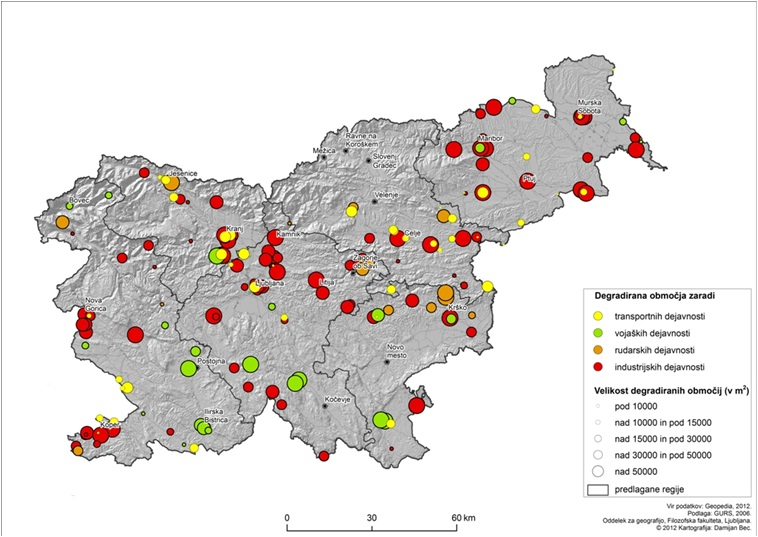 Murska
Sobota
Maribor
Ptuj
Ravne na
Koroškem
Mežica
Slovenj
Gradec
Velenje
Celje
Jesenice
Bovec
Kranj
Kamnik
Zagorje
ob Savi
Ljubljana
Litija
Nova
Gorica
Krško
Novo
mesto
Postojna
Kočevje
Ilirska
Bistrica
Koper
Degradirana območja zaradi
transportnih dejavnosti
vojaških dejavnosti
rudarskih dejavnosti
industrijskih dejavnosti
Velikost degradiranih območij (v m²)
pod 10000
nad 10000 in pod 15000
nad 15000 in pod 30000
nad 30000 in pod 50000
nad 50000
predlagane regije
0 30 60 km
Vir podatkov: Geopedia, 2012.
Podlaga: GURS, 2006.
Oddelek za geografijo, Filozofska fakulteta, Ljubljana.
© 2012 Kartografija: Damijan Bec.